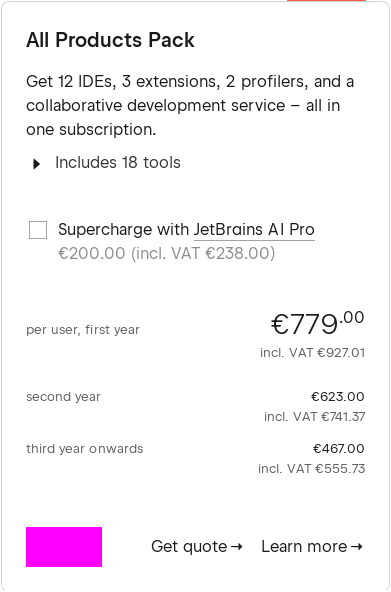 All Products Pack
Get 12 IDEs, 3 extensions, 2 profilers, and a
collaborative development service – all in
one subscription.
Includes 18 tools
Supercharge with JetBrains AI Pro
€200.00 (incl. VAT €238.00)
per user, first year €779.00
incl. VAT €927.01
second year €623.00
incl. VAT €741.37
third year onwards €467.00
incl. VAT €555.73
Get quote → Learn more →